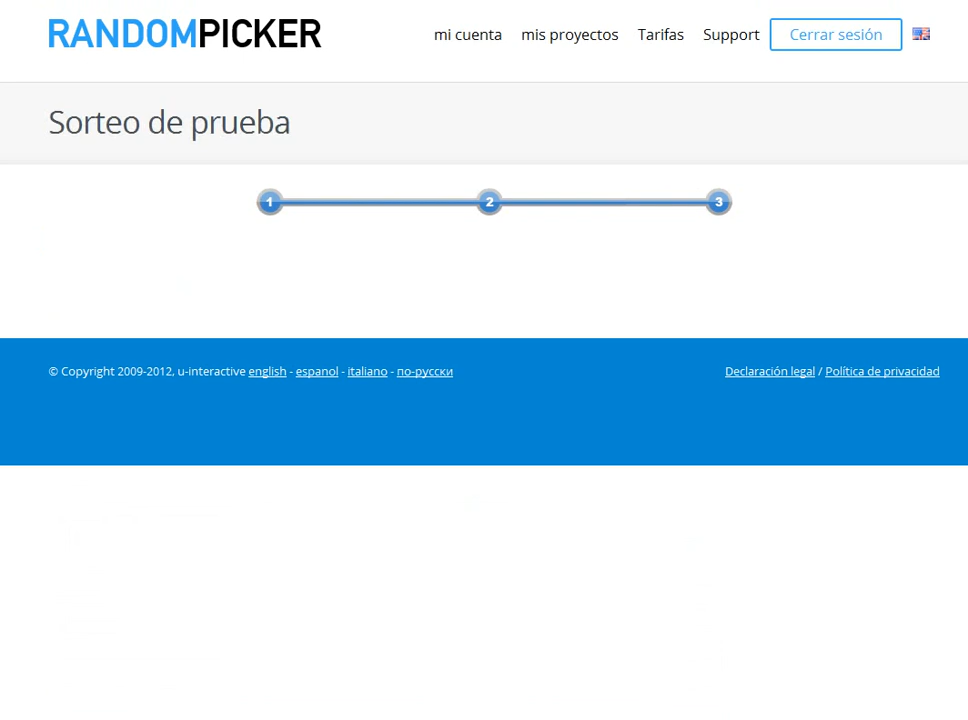 RANDOMPICKER
mi cuenta mis proyectos Tarifas Support Cerrar sesión
Sorteo de prueba
1 2 3
© Copyright 2009-2012, u-interactive english - espanol - italiano - по-русски
Declaración legal / Política de privacidad